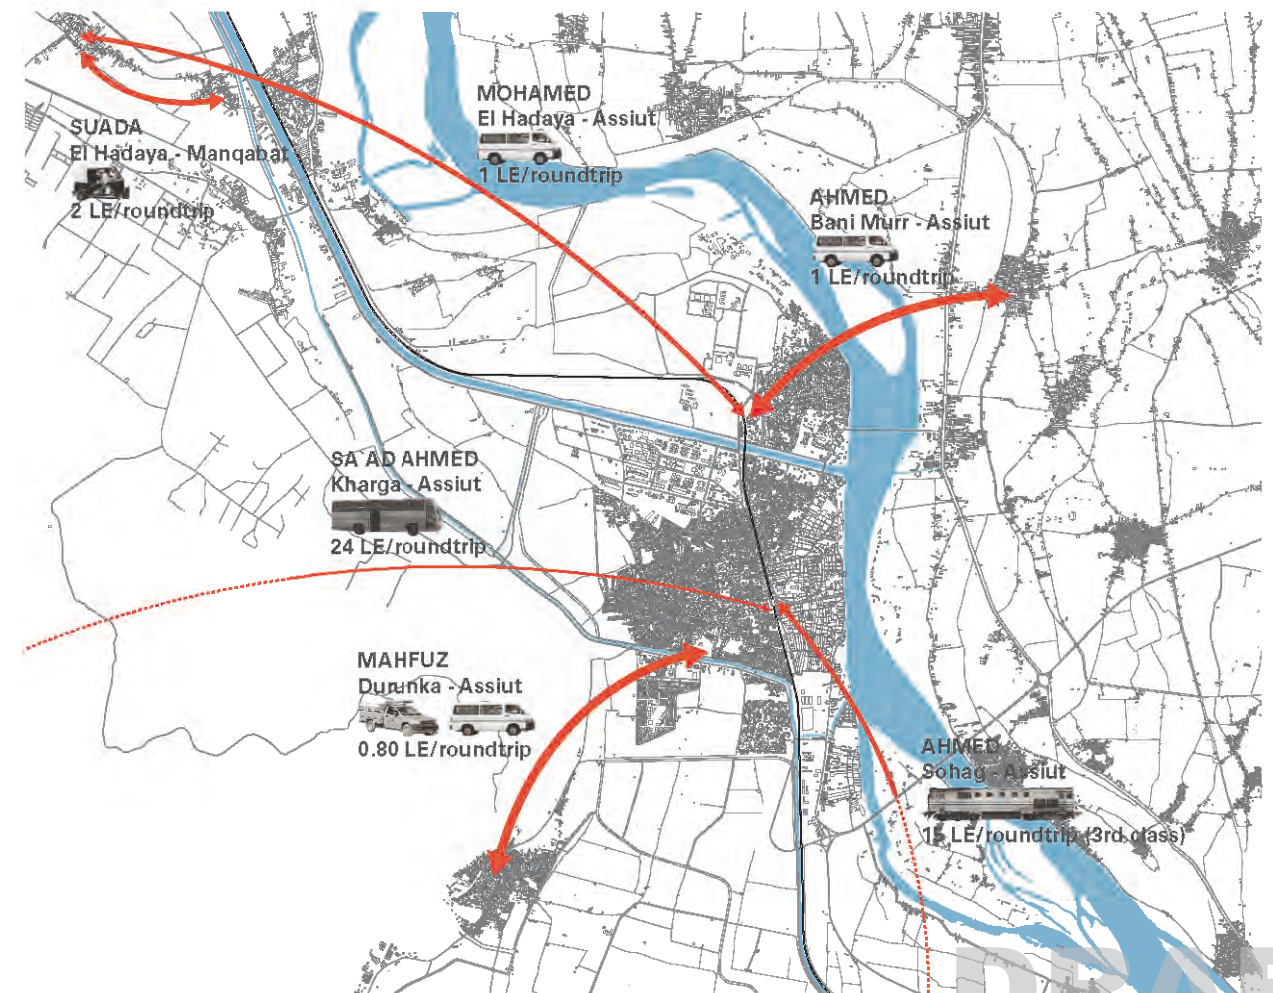 MOHAMED
El Hadaya - Assiut
1 LE/roundtrip
SUADA
El Hadaya - Manqabat
2 LE/roundtrip
AHMED
Bani Murr - Assiut
1 LE/roundtrip
SA'AD AHMED
Kharga - Assiut
24 LE/roundtrip
MAHFUZ
Durunka - Assiut
0.80 LE/roundtrip
AHMED
Sohag - Assiut
15 LE/roundtrip (3rd class)